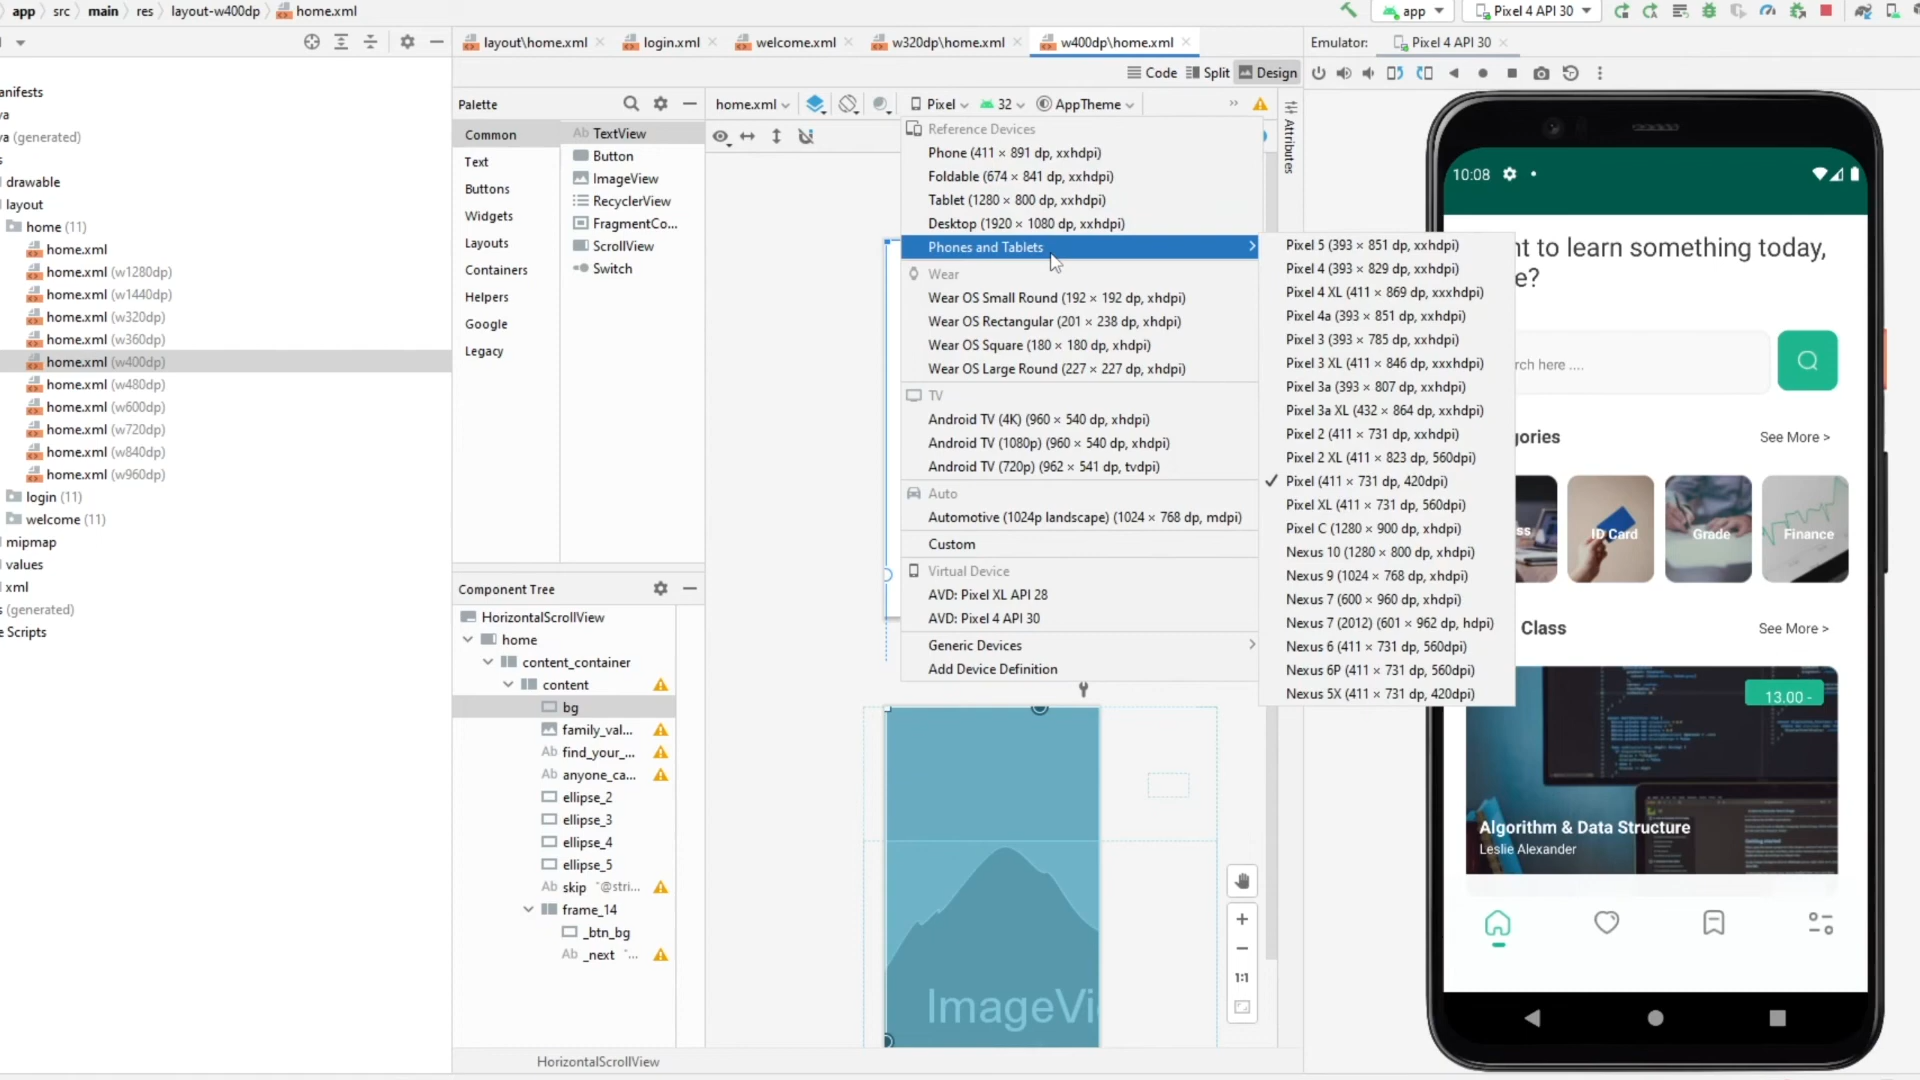 app
src
main
res
layout-w400dp
home.xml
app
Pixel 4 API 30
layout\home.xml
login.xml
welcome.xml
w320dp\home.xml
w400dp\home.xml
Emulator:
Pixel 4 API 30
Code
Split
Design
anifests
va
va (generated)
s
drawable
layout
home (11)
home.xml
home.xml (w1280dp)
home.xml (w1440dp)
home.xml (w320dp)
home.xml (w360dp)
home.xml (w400dp)
home.xml (w480dp)
home.xml (w600dp)
home.xml (w720dp)
home.xml (w840dp)
home.xml (w960dp)
login (11)
welcome (11)
mipmap
values
xml
s (generated)
e Scripts
Palette
Common
Text
Buttons
Widgets
Layouts
Containers
Helpers
Google
Legacy
Ab TextView
Button
ImageView
RecyclerView
FragmentCo...
ScrollView
Switch
Component Tree
HorizontalScrollView
home
content_container
content
bg
family_val...
Ab find_your_...
Ab anyone_ca...
ellipse_2
ellipse_3
ellipse_4
ellipse_5
Ab skip "@stri...
frame_14
_btn_bg
Ab _next "...
HorizontalScrollView
home.xml
Pixel
32
AppTheme
Attributes
Reference Devices
Phone (411 × 891 dp, xxhdpi)
Foldable (674 × 841 dp, xxhdpi)
Tablet (1280 × 800 dp, xxhdpi)
Desktop (1920 × 1080 dp, xxhdpi)
Phones and Tablets
Wear
Wear OS Small Round (192 × 192 dp, xhdpi)
Wear OS Rectangular (201 × 238 dp, xhdpi)
Wear OS Square (180 × 180 dp, xhdpi)
Wear OS Large Round (227 × 227 dp, xhdpi)
TV
Android TV (4K) (960 × 540 dp, xhdpi)
Android TV (1080p) (960 × 540 dp, xhdpi)
Android TV (720p) (962 × 541 dp, tvdpi)
Auto
Automotive (1024p landscape) (1024 × 768 dp, mdpi)
Custom
Virtual Device
AVD: Pixel XL API 28
AVD: Pixel 4 API 30
Generic Devices
Add Device Definition
Pixel 5 (393 × 851 dp, xxhdpi)
Pixel 4 (393 × 829 dp, xxhdpi)
Pixel 4 XL (411 × 869 dp, xxxhdpi)
Pixel 4a (393 × 851 dp, xxhdpi)
Pixel 3 (393 × 785 dp, xxhdpi)
Pixel 3 XL (411 × 846 dp, xxxhdpi)
Pixel 3a (393 × 807 dp, xxhdpi)
Pixel 3a XL (432 × 864 dp, xxhdpi)
Pixel 2 (411 × 731 dp, xxhdpi)
Pixel 2 XL (411 × 823 dp, 560dpi)
Pixel (411 × 731 dp, 420dpi)
Pixel XL (411 × 731 dp, 560dpi)
Pixel C (1280 × 900 dp, xhdpi)
Nexus 10 (1280 × 800 dp, xhdpi)
Nexus 9 (1024 × 768 dp, xhdpi)
Nexus 7 (600 × 960 dp, xhdpi)
Nexus 7 (2012) (601 × 962 dp, hdpi)
Nexus 6 (411 × 731 dp, 560dpi)
Nexus 6P (411 × 731 dp, 560dpi)
Nexus 5X (411 × 731 dp, 420dpi)
ImageVi
1:1
10:08
nt to learn something today,
e?
rch here ....
gories
See More >
ss
ID Card
Grade
Finance
Class
See More >
13.00 -
Algorithm & Data Structure
Leslie Alexander